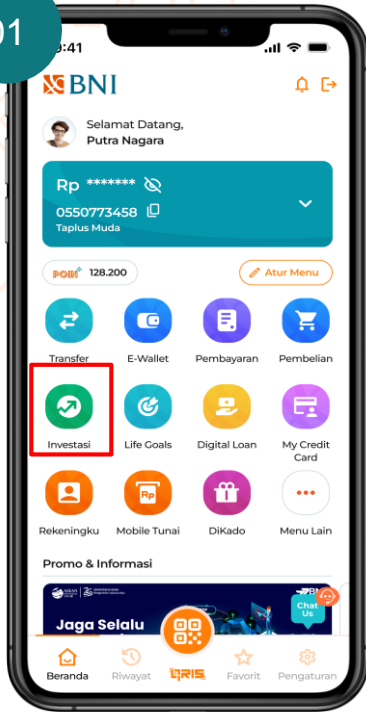 01
9:41
BNI
Selamat Datang,
Putra Nagara
Rp *******
0550773458
Taplus Muda
POIN+ 128.200
Atur Menu
Transfer E-Wallet Pembayaran Pembelian
Investasi Life Goals Digital Loan My Credit
Card
Rp
Rekeningku Mobile Tunai DiKado Menu Lain
Promo & Informasi
BNI
Chat
Us
Jaga Selalu
Beranda Riwayat QRIS Favorit Pengaturan